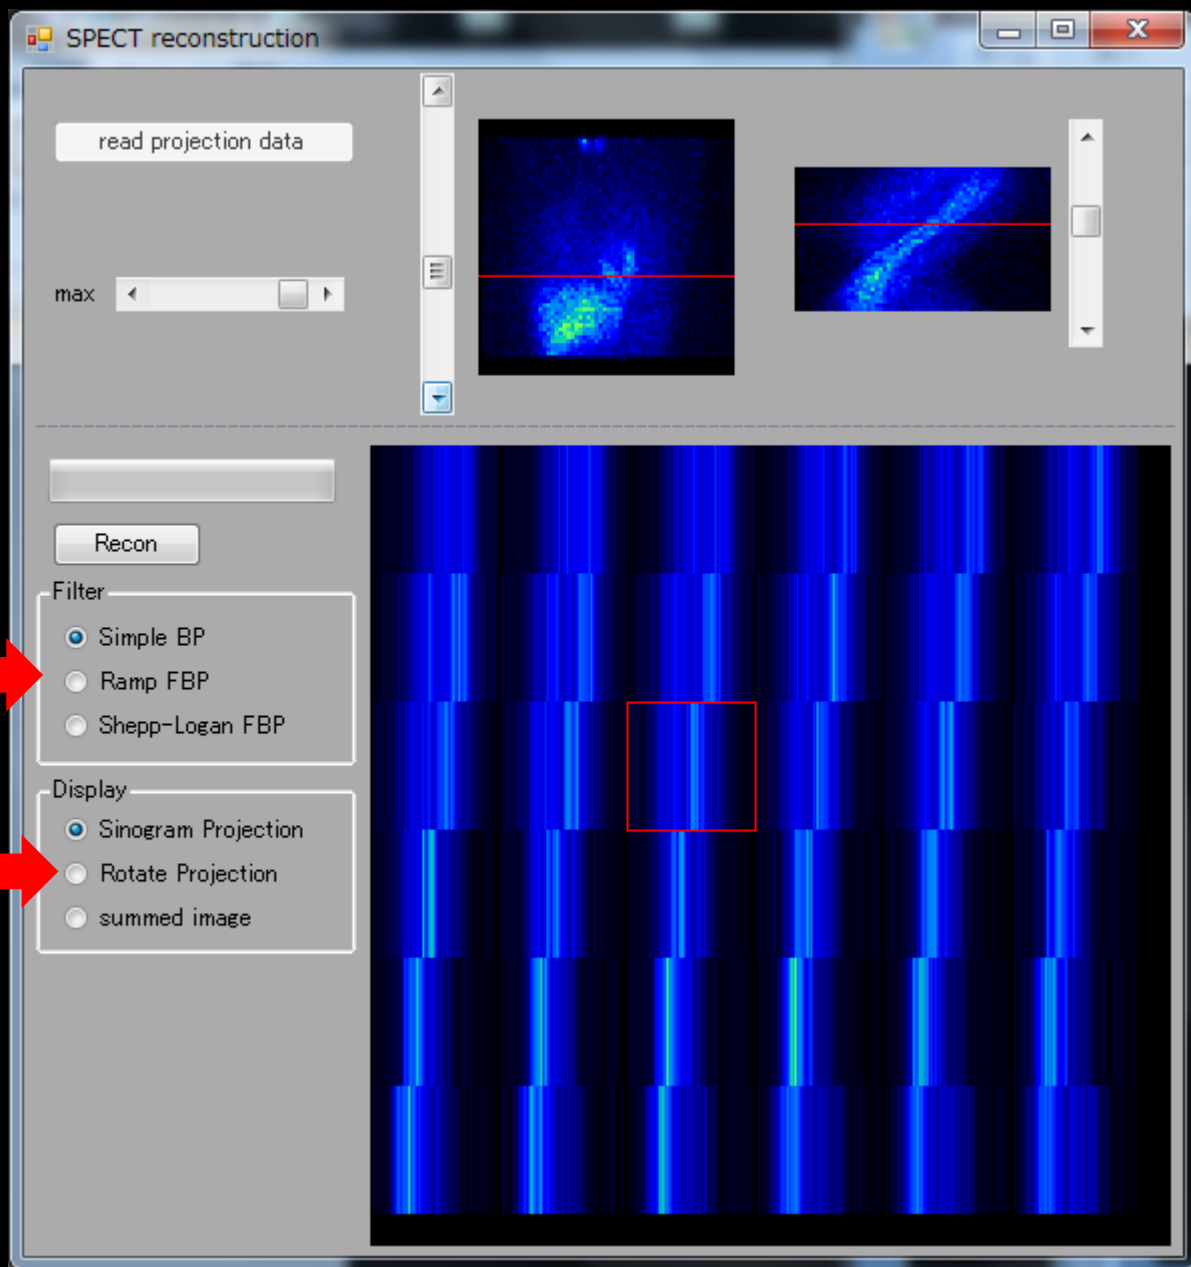 SPECT reconstruction
read projection data
max
Recon
Filter
Simple BP
Ramp FBP
Shepp-Logan FBP
Display
Sinogram Projection
Rotate Projection
summed image